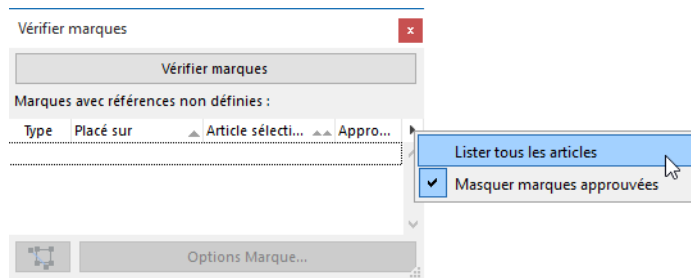 Vérifier marques
x
Vérifier marques
Marques avec références non définies :
Type Placé sur Article sélecti... Appro...
Lister tous les articles
Masquer marques approuvées
Options Marque...